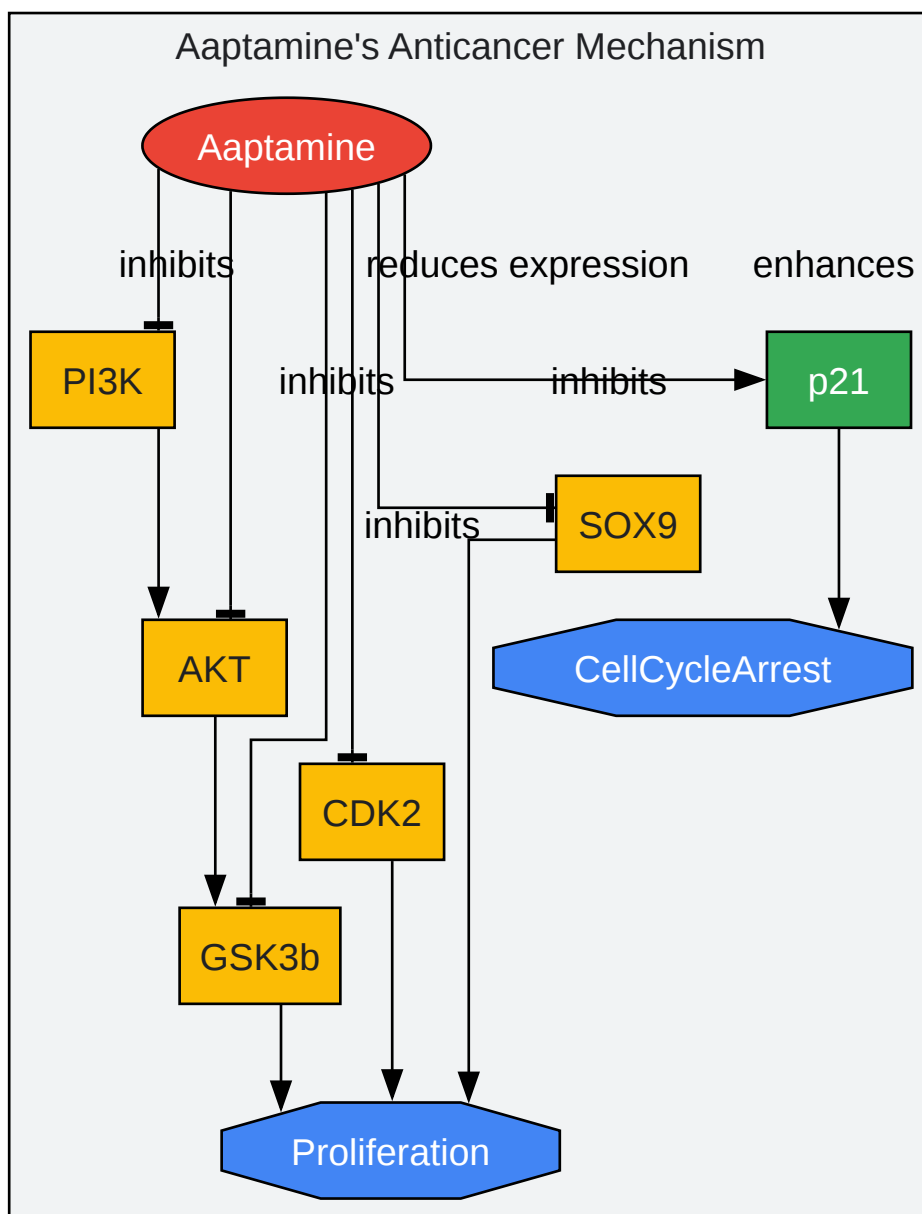 Aaptamine's Anticancer Mechanism
Aaptamine
inhibits
reduces expression
enhances
PI3K
inhibits
inhibits
p21
inhibits
SOX9
AKT
CellCycleArrest
CDK2
GSK3b
Proliferation